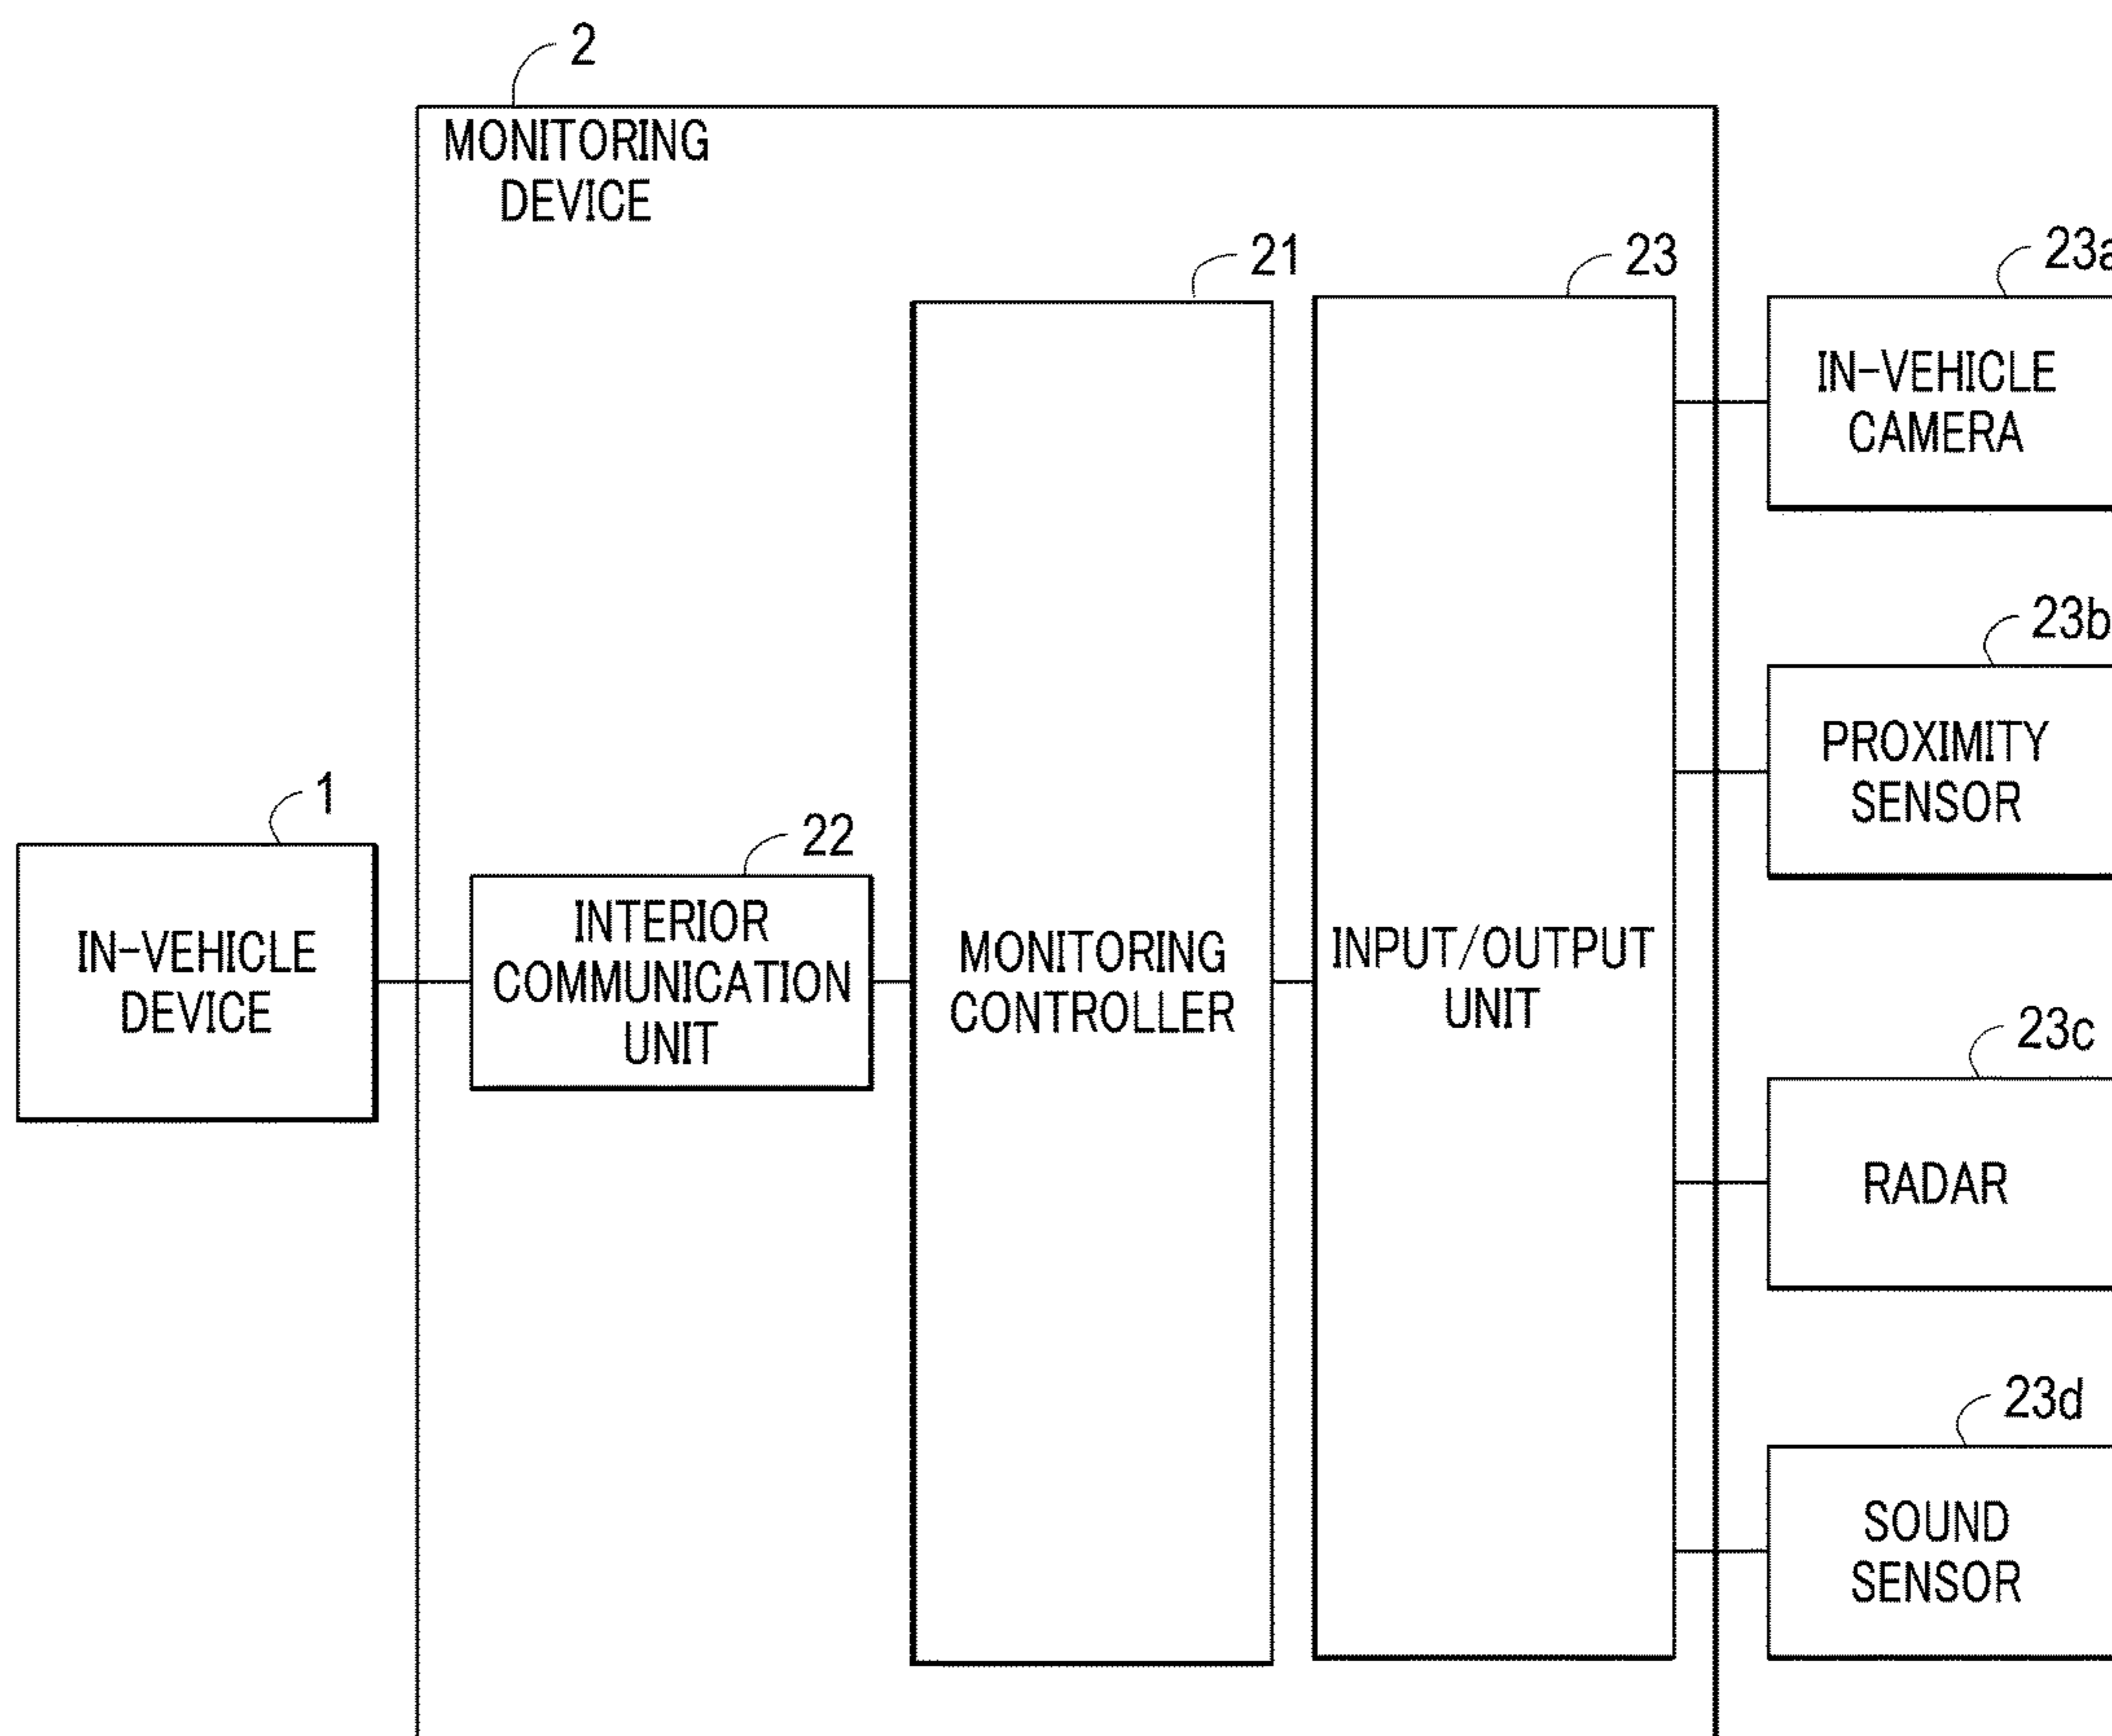 2
MONITORING
DEVICE
21
23
23a
IN-VEHICLE
CAMERA
23b
PROXIMITY
SENSOR
1
22
IN-VEHICLE
DEVICE
INTERIOR
COMMUNICATION
UNIT
MONITORING
CONTROLLER
INPUT/OUTPUT
UNIT
23c
RADAR
23d
SOUND
SENSOR